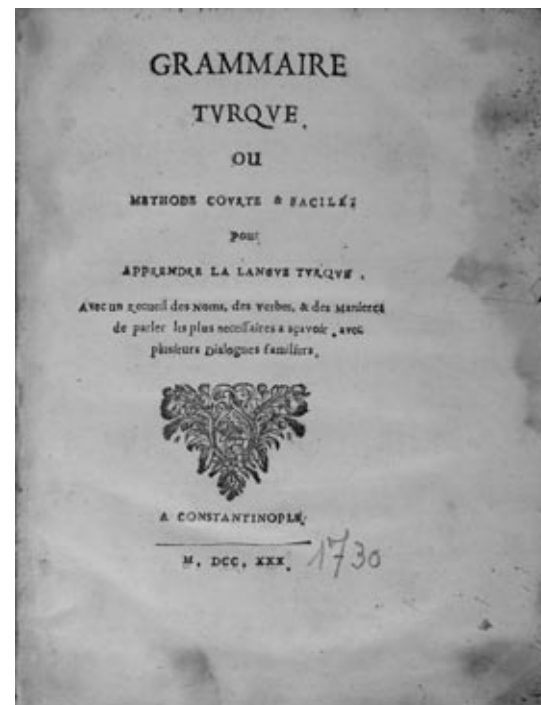 GRAMMAIRE
TVRQVE.
OU
METHODE COVRTE & FACILE;
POUR
APPRENDRE LA LANGVE TVRQVE.
Avec un Recueil des Noms, des Verbes, & des Manieres
de parler les plus necessaires a sçavoir, avec
plusieurs Dialogues familiers.
A CONSTANTINOPLE;
M. DCC. XXX. 1730